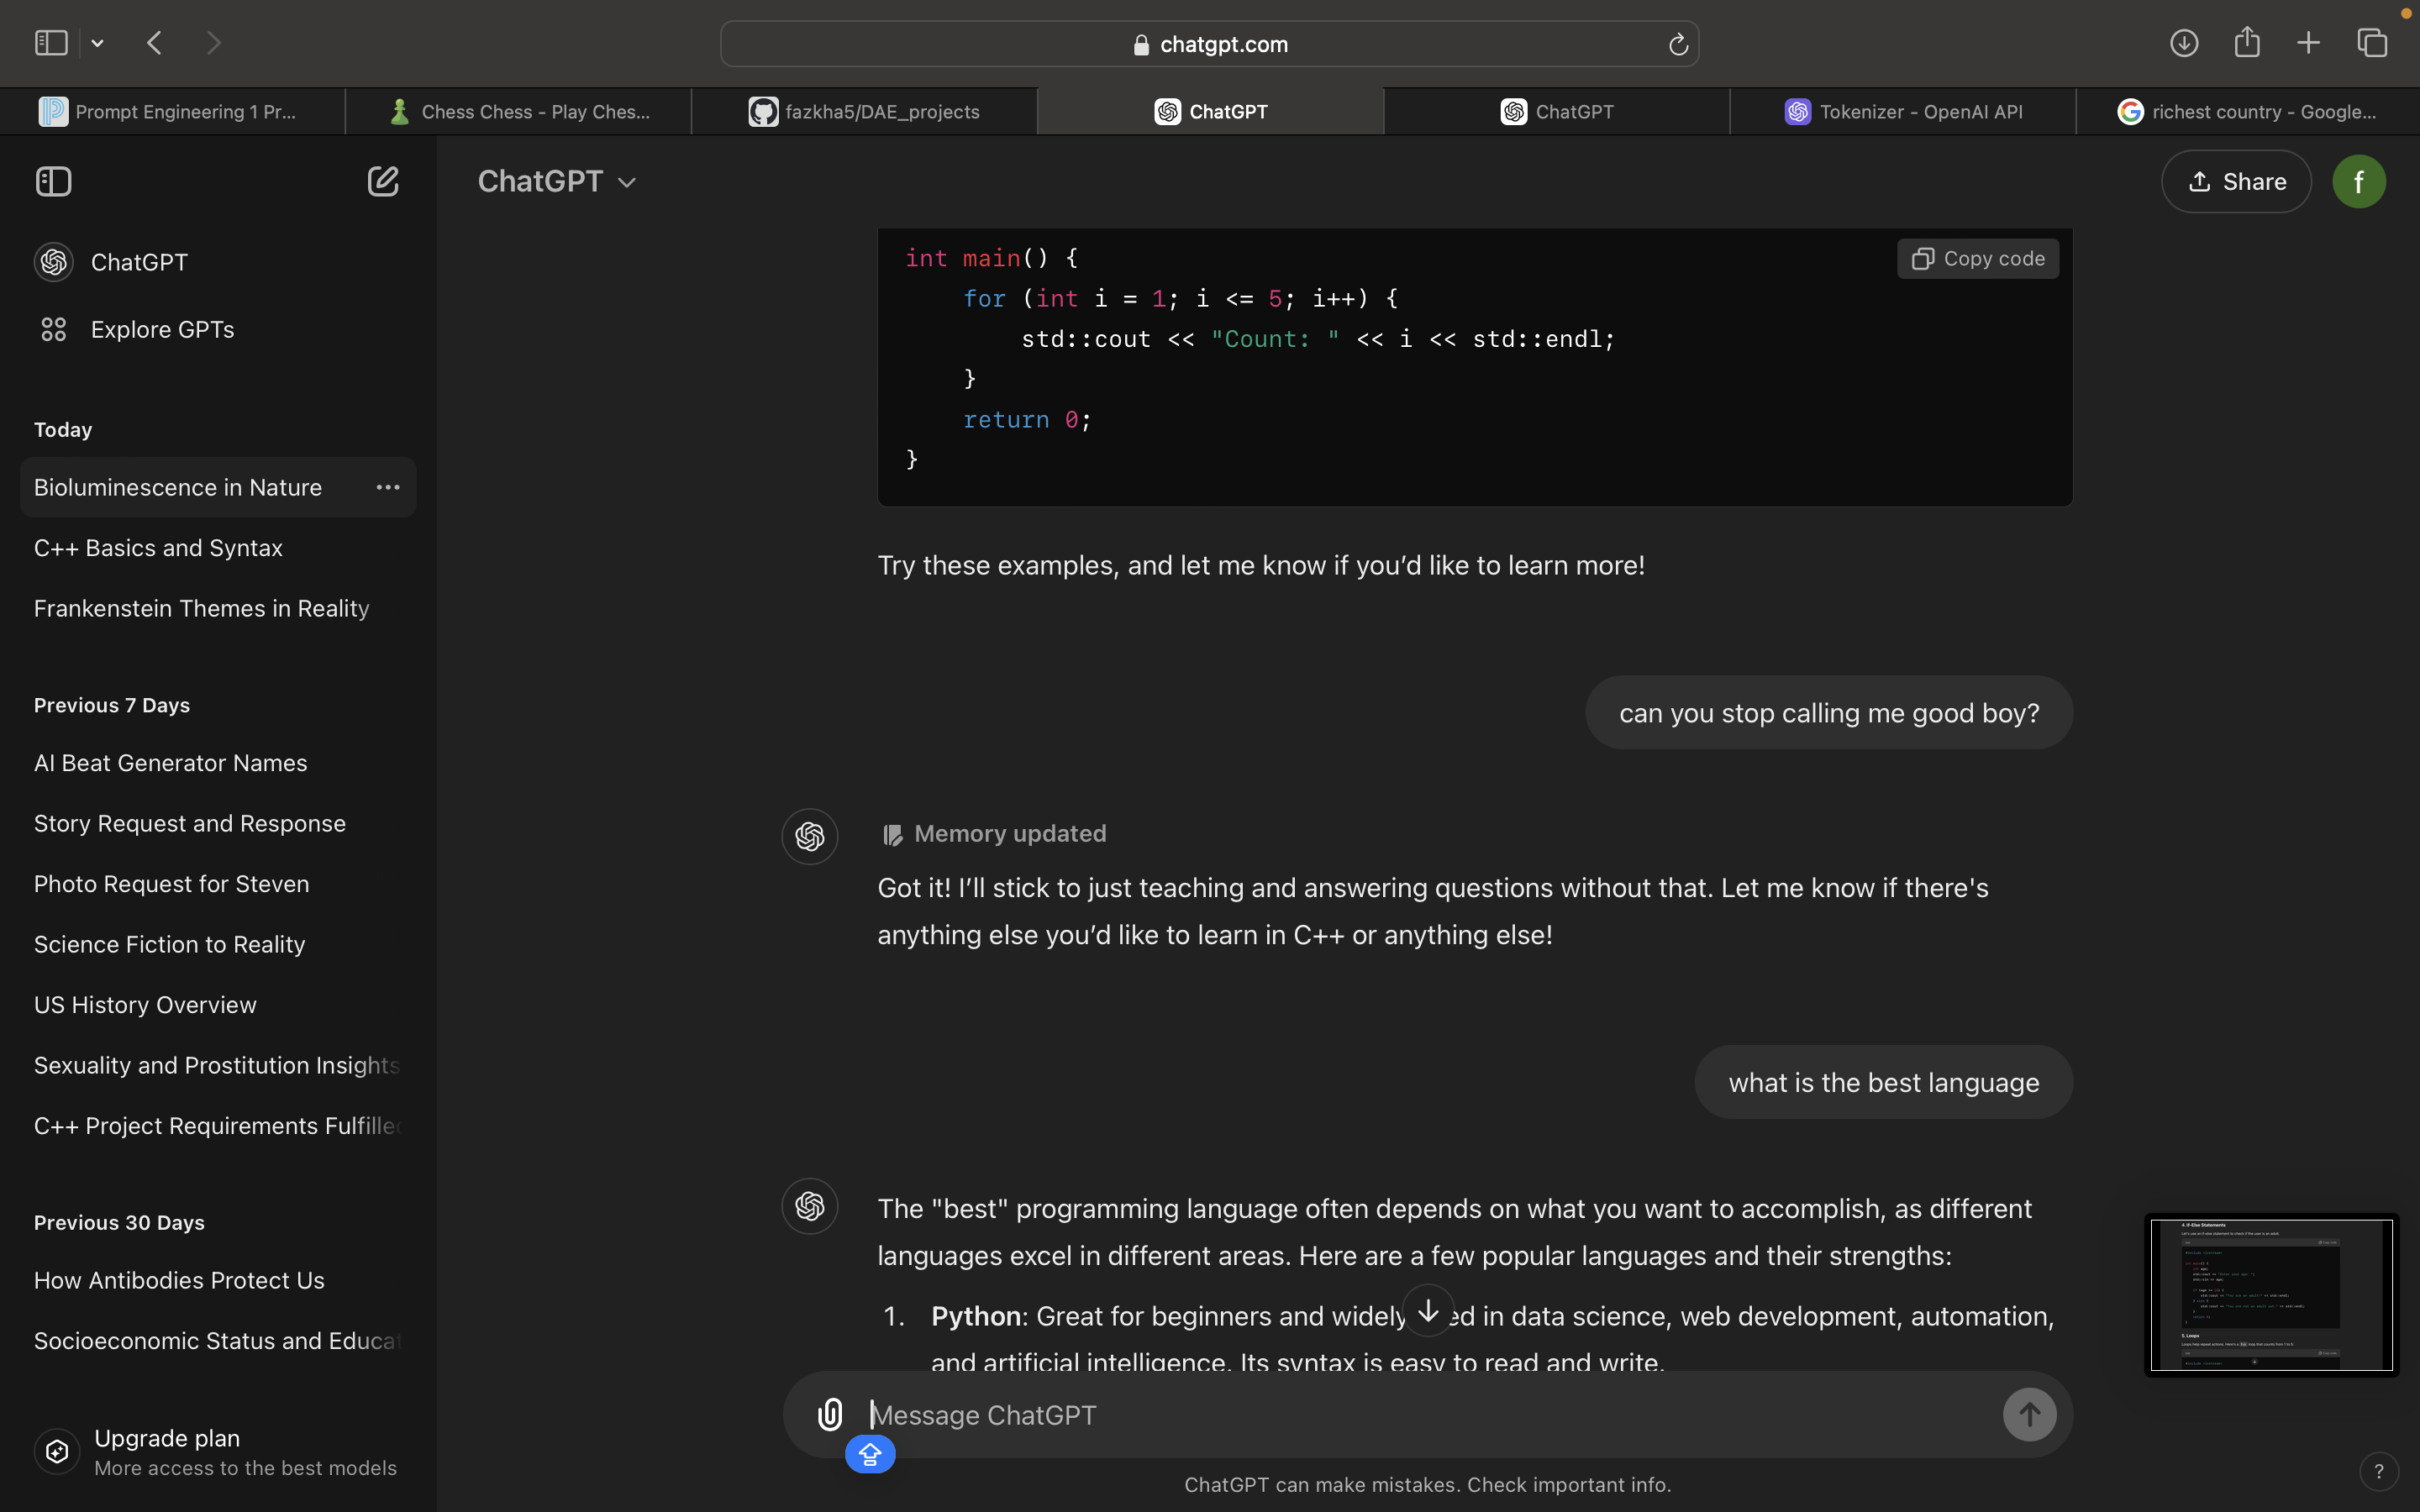 chatgpt.com
Prompt Engineering 1 Pr...
Chess Chess - Play Ches...
fazkha5/DAE_projects
ChatGPT
ChatGPT
Tokenizer - OpenAI API
richest country - Google...
ChatGPT
Share
f
ChatGPT
Explore GPTs
Today
Bioluminescence in Nature
C++ Basics and Syntax
Frankenstein Themes in Reality
Previous 7 Days
AI Beat Generator Names
Story Request and Response
Photo Request for Steven
Science Fiction to Reality
US History Overview
Sexuality and Prostitution Insights
C++ Project Requirements Fulfilled
Previous 30 Days
How Antibodies Protect Us
Socioeconomic Status and Educat
Upgrade plan
More access to the best models
int main() {
Copy code
for (int i = 1; i <= 5; i++) {
std::cout << "Count: " << i << std::endl;
}
return 0;
}
Try these examples, and let me know if you’d like to learn more!
can you stop calling me good boy?
Memory updated
Got it! I’ll stick to just teaching and answering questions without that. Let me know if there's
anything else you’d like to learn in C++ or anything else!
what is the best language
The "best" programming language often depends on what you want to accomplish, as different
languages excel in different areas. Here are a few popular languages and their strengths:
1. Python: Great for beginners and widely in data science, web development, automation,
and artificial intelligence. Its syntax is easy to read and write.
Message ChatGPT
ChatGPT can make mistakes. Check important info.
?
4. If-Else Statements
5. Loops